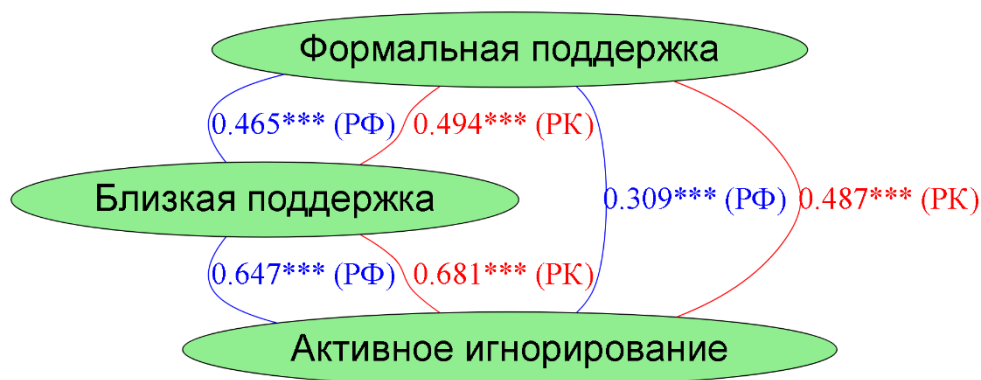 Формальная поддержка
0.465*** (РФ) 0.494*** (РК)
Близкая поддержка
0.309*** (РФ) 0.487*** (РК)
0.647*** (РФ) 0.681*** (РК)
Активное игнорирование